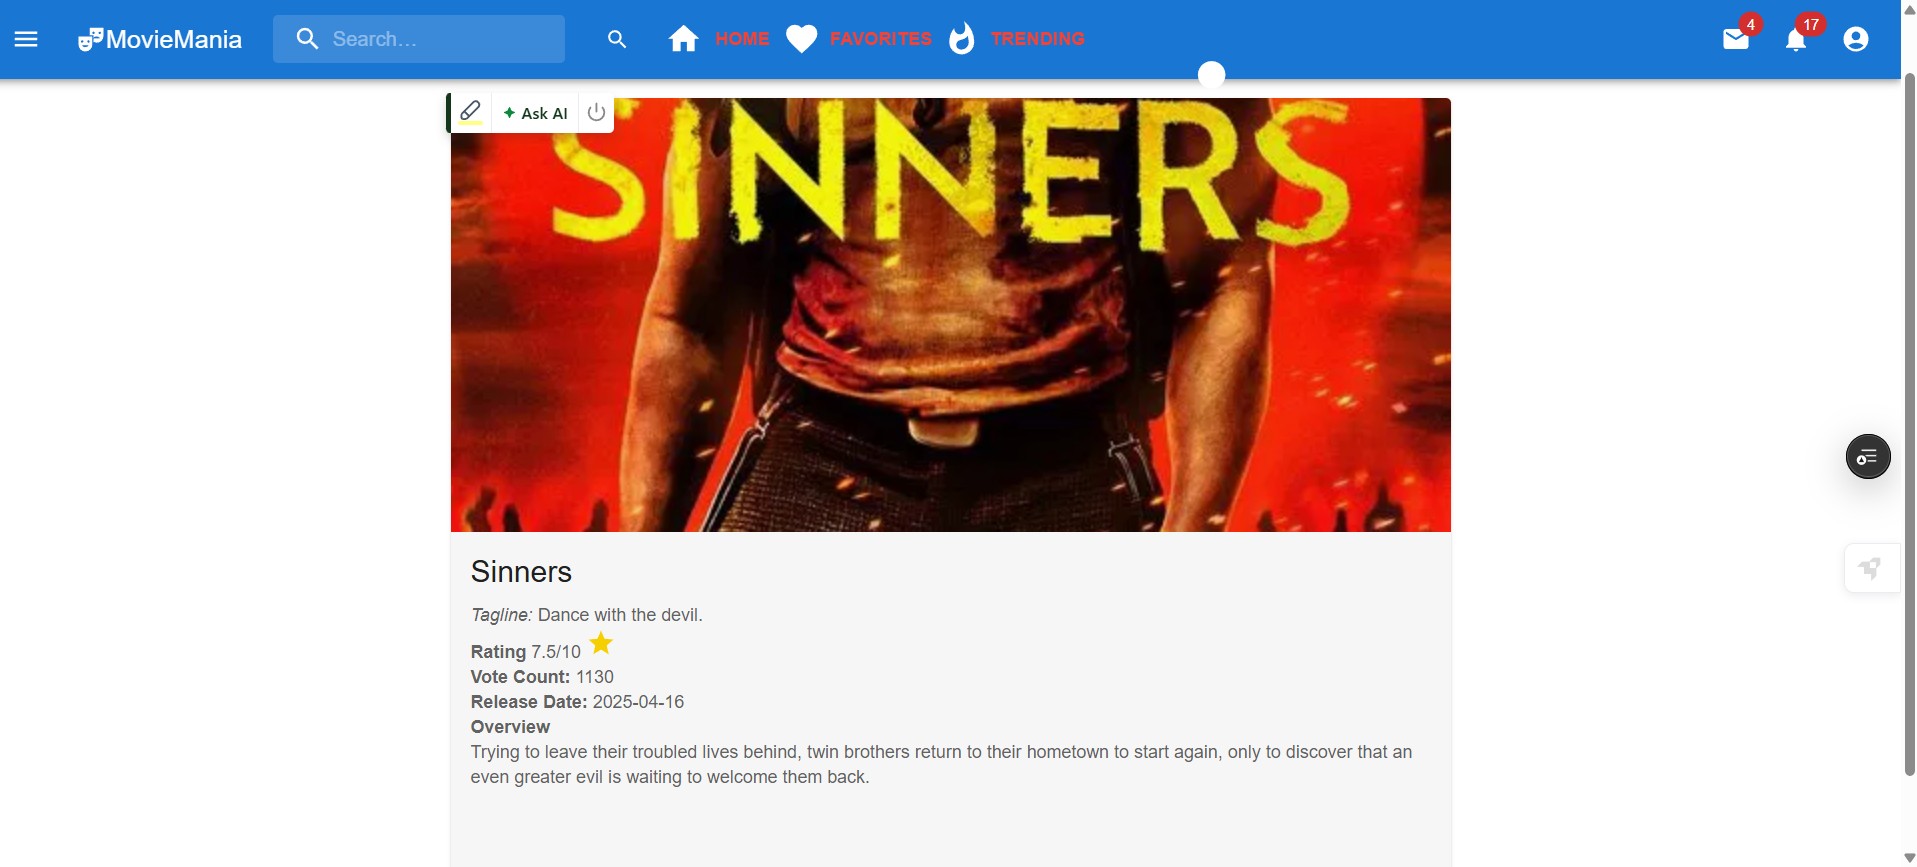 MovieMania
Search…
HOME
FAVORITES
TRENDING
4
17
Ask AI
SINNERS
Sinners
Tagline: Dance with the devil.
Rating 7.5/10
Vote Count: 1130
Release Date: 2025-04-16
Overview
Trying to leave their troubled lives behind, twin brothers return to their hometown to start again, only to discover that an
even greater evil is waiting to welcome them back.